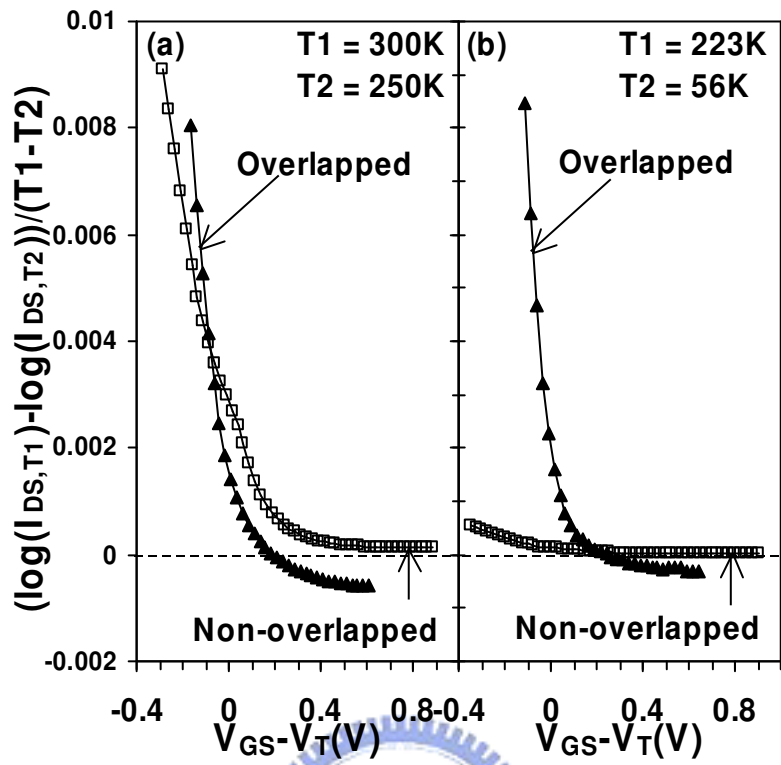 (log(I DS,T1)-log(I DS,T2))/(T1-T2)
0.01
0.008
0.006
0.004
0.002
0
-0.002
(a)
T1 = 300K
T2 = 250K
Overlapped
Non-overlapped
-0.4
0
0.4
0.8
VGS-VT(V)
(b)
T1 = 223K
T2 = 56K
Overlapped
Non-overlapped
-0.4
0
0.4
0.8
VGS-VT(V)